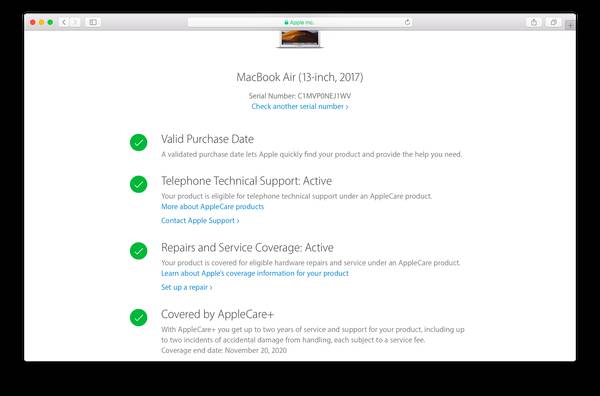 Apple Inc.
MacBook Air (13-inch, 2017)
Serial Number: C1MVP0NEJ1WV
Check another serial number ›
Valid Purchase Date
A validated purchase date lets Apple quickly find your product and provide the help you need.
Telephone Technical Support: Active
Your product is eligible for telephone technical support under an AppleCare product.
More about AppleCare products
Contact Apple Support ›
Repairs and Service Coverage: Active
Your product is covered for eligible hardware repairs and service under an AppleCare product.
Learn about Apple's coverage information for your product
Set up a repair ›
Covered by AppleCare+
With AppleCare+ you get up to two years of service and support for your product, including up
to two incidents of accidental damage from handling, each subject to a service fee.
Coverage end date: November 20, 2020